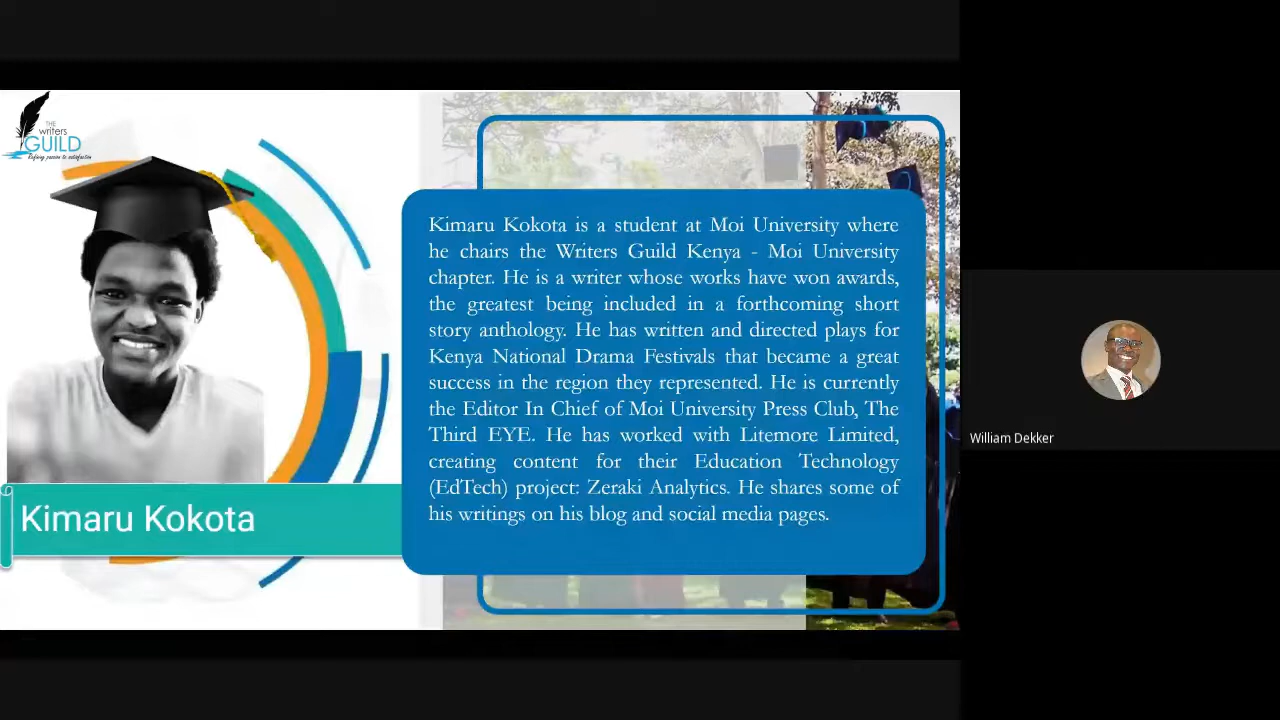 THE
writers
GUILD
Refining passion to satisfaction
Kimaru Kokota is a student at Moi University where
he chairs the Writers Guild Kenya - Moi University
chapter. He is a writer whose works have won awards,
the greatest being included in a forthcoming short
story anthology. He has written and directed plays for
Kenya National Drama Festivals that became a great
success in the region they represented. He is currently
the Editor In Chief of Moi University Press Club, The
Third EYE. He has worked with Litemore Limited,
creating content for their Education Technology
(EdTech) project: Zeraki Analytics. He shares some of
his writings on his blog and social media pages.
Kimaru Kokota
William Dekker